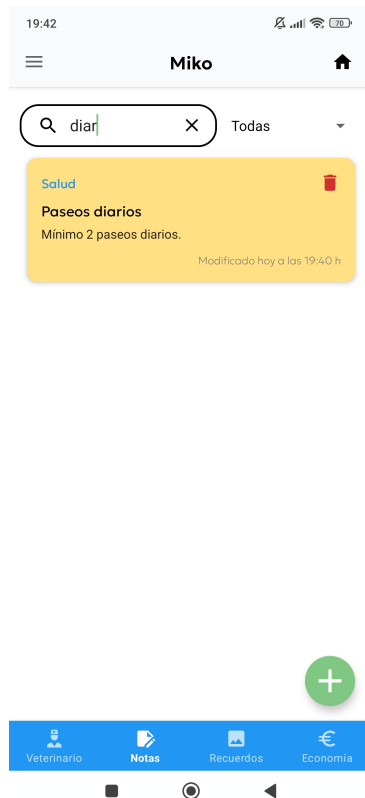 19:42
70
Miko
diar
Todas
Salud
Paseos diarios
Mínimo 2 paseos diarios.
Modificado hoy a las 19:40 h
Veterinario
Notas
Recuerdos
Economía